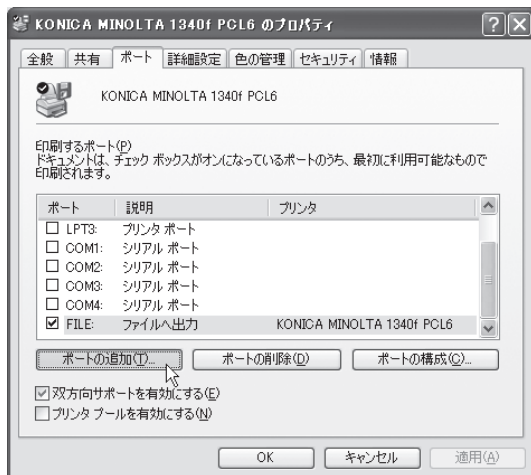 KONICA MINOLTA 1340f PCL6 のプロパティ
全般 共有 ポート 詳細設定 色の管理 セキュリティ 情報
KONICA MINOLTA 1340f PCL6
印刷するポート(P)
ドキュメントは、チェック ボックスがオンになっているポートのうち、最初に利用可能なもので
印刷されます。
ポート 説明 プリンタ
LPT3: プリンタ ポート
COM1: シリアル ポート
COM2: シリアル ポート
COM3: シリアル ポート
COM4: シリアル ポート
FILE: ファイルへ出力 KONICA MINOLTA 1340f PCL6
ポートの追加(T)... ポートの削除(D) ポートの構成(C)...
双方向サポートを有効にする(E)
プリンタ プールを有効にする(N)
OK キャンセル 適用(A)